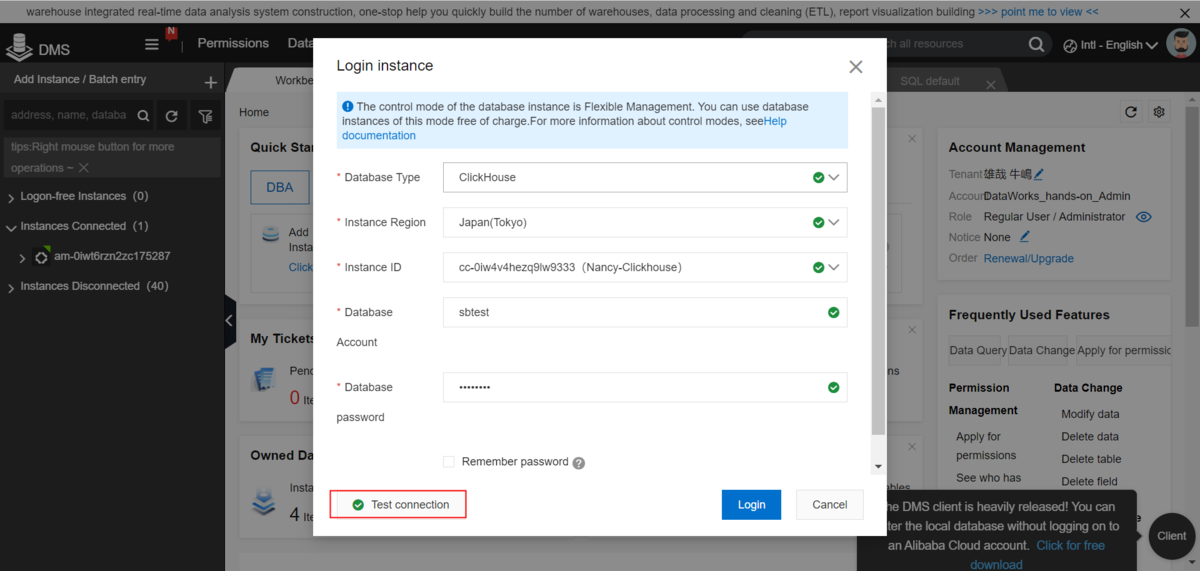 warehouse integrated real-time data analysis system construction, one-stop help you quickly build the number of warehouses, data processing and cleaning (ETL), report visualization building >>> point me to view <<
DMS
N
Permissions
Data
all resources
Intl - English
Add Instance / Batch entry
Home
SQL default
address, name, databa
tips:Right mouse button for more
operations ~
Logon-free Instances (0)
Instances Connected (1)
am-0iwt6rzn2zc175287
Instances Disconnected (40)
Quick Star
DBA
Add
Insta
Click
My Tickets
Pend
0 Ite
Owned Da
Insta
4 Ite
Login instance
The control mode of the database instance is Flexible Management. You can use database
instances of this mode free of charge.For more information about control modes, seeHelp
documentation
* Database Type
ClickHouse
* Instance Region
Japan(Tokyo)
* Instance ID
cc-0iw4v4hezq9lw9333（Nancy-Clickhouse）
* Database
Account
sbtest
* Database
password
••••••••
Remember password
Test connection
Login
Cancel
Account Management
Tenant雄哉 牛嶋
AccounDataWorks_hands-on_Admin
Role Regular User / Administrator
Notice None
Order Renewal/Upgrade
Frequently Used Features
Data Query
Data Change
Apply for permissio
Permission
Management
Apply for
permissions
See who has
Data Change
Modify data
Delete data
Delete table
Delete field
he DMS client is heavily released! You can
ter the local database without logging on to
an Alibaba Cloud account. Click for free
download
Client